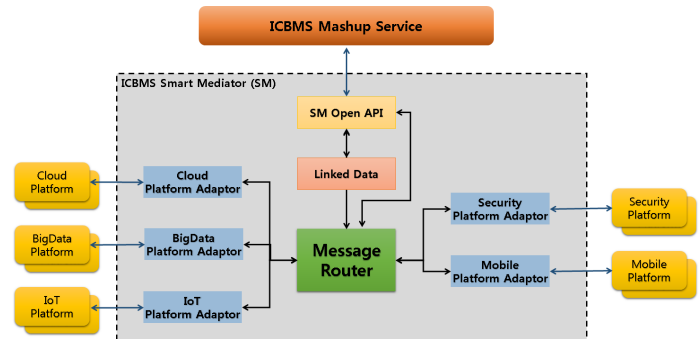 ICBMS Mashup Service
ICBMS Smart Mediator (SM)
SM Open API
Linked Data
Message
Router
Cloud
Platform
Cloud
Platform Adaptor
BigData
Platform
BigData
Platform Adaptor
IoT
Platform
IoT
Platform Adaptor
Security
Platform Adaptor
Security
Platform
Mobile
Platform Adaptor
Mobile
Platform